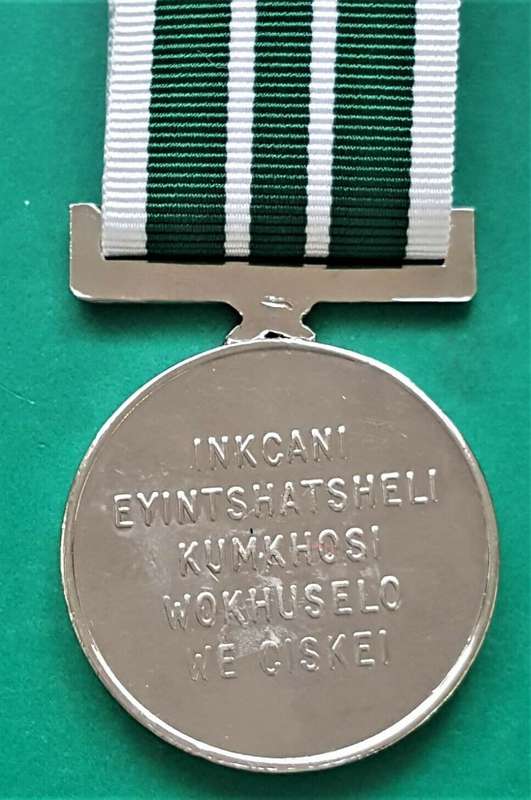 INKCANI
EYINTSHATSHELI
KUMKHOSI
WOKHUSELO
WE CISKEI